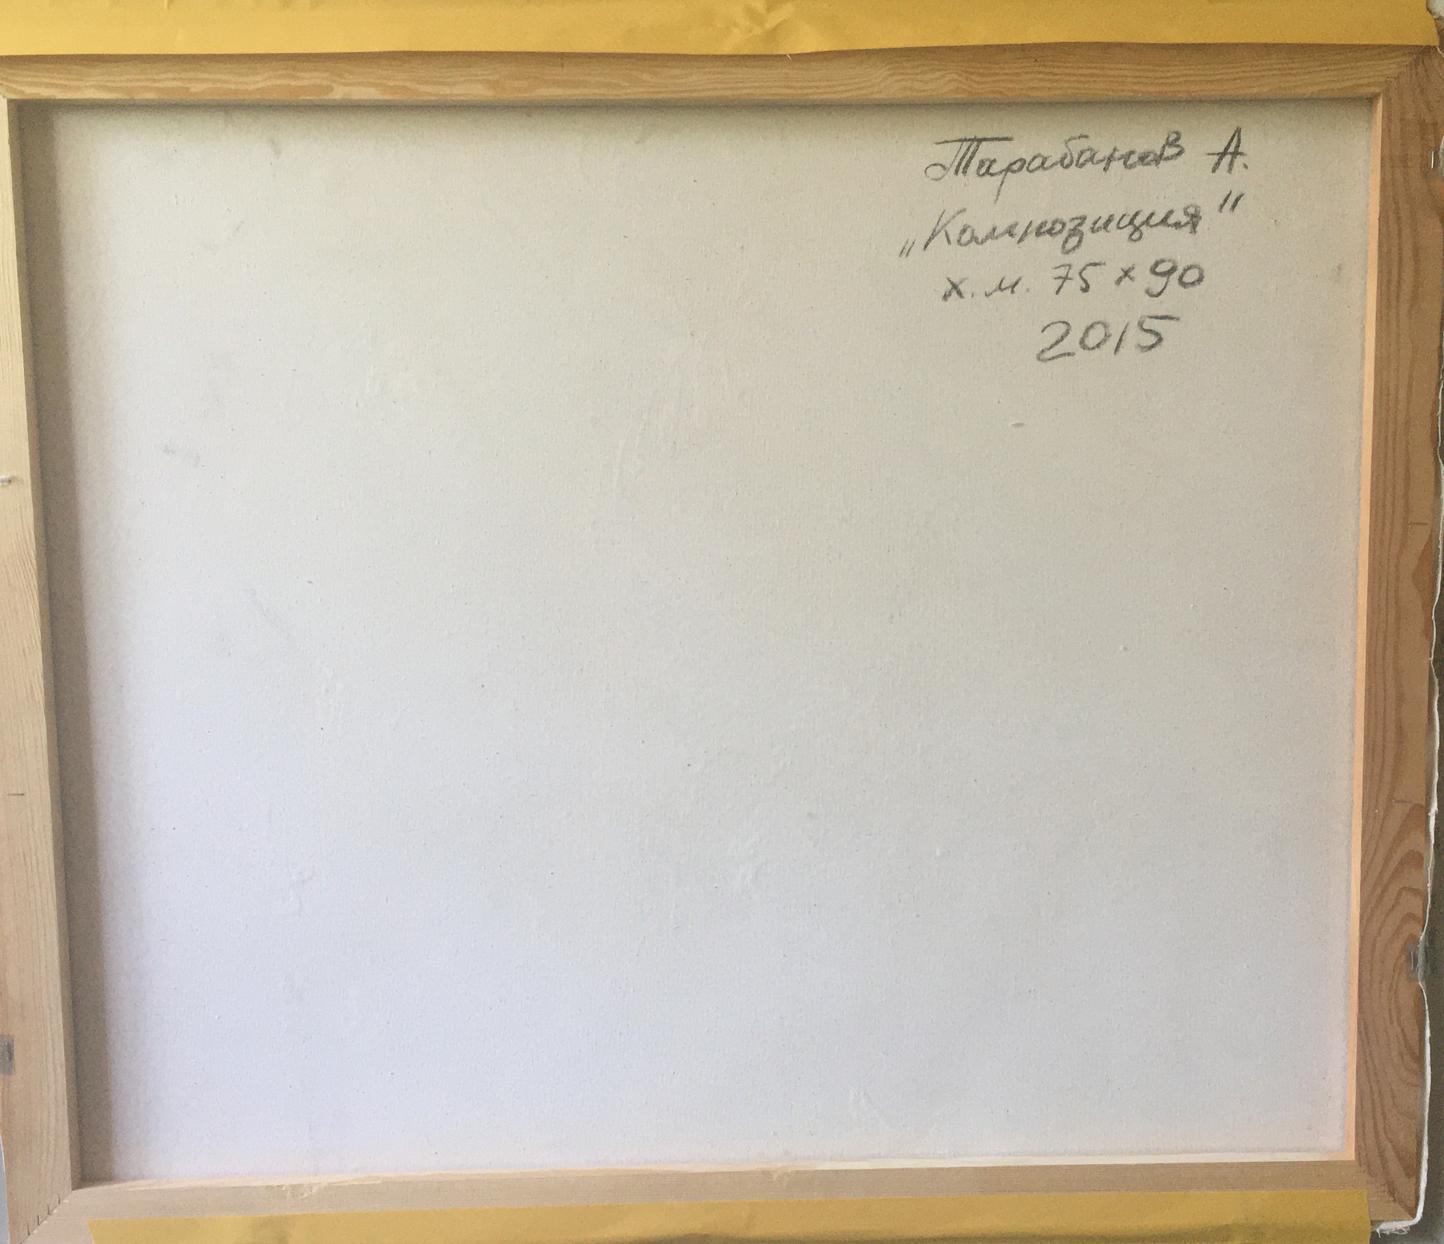 Тарабанов А.
„Композиция"
х.м. 75 х 90
2015